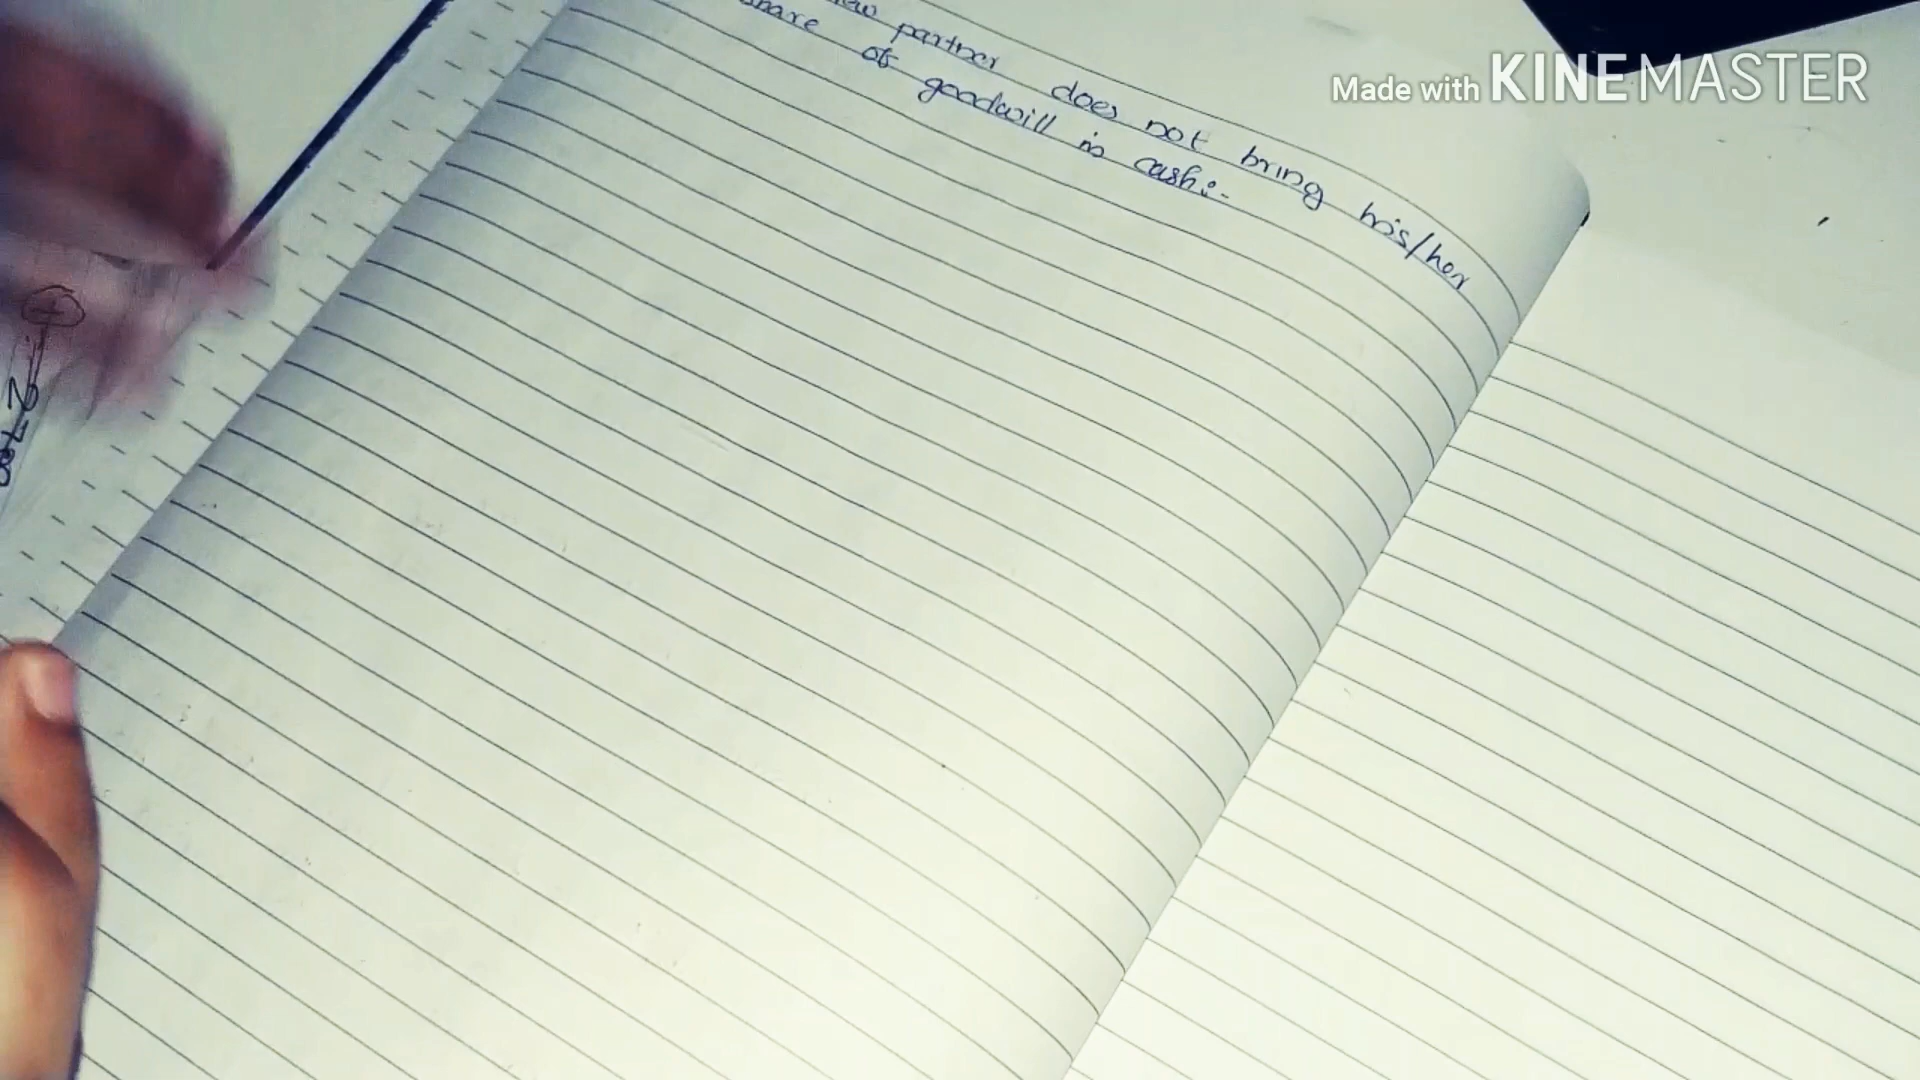 new partner does not bring his/her
share of goodwill in cash:-
Made with KINEMASTER